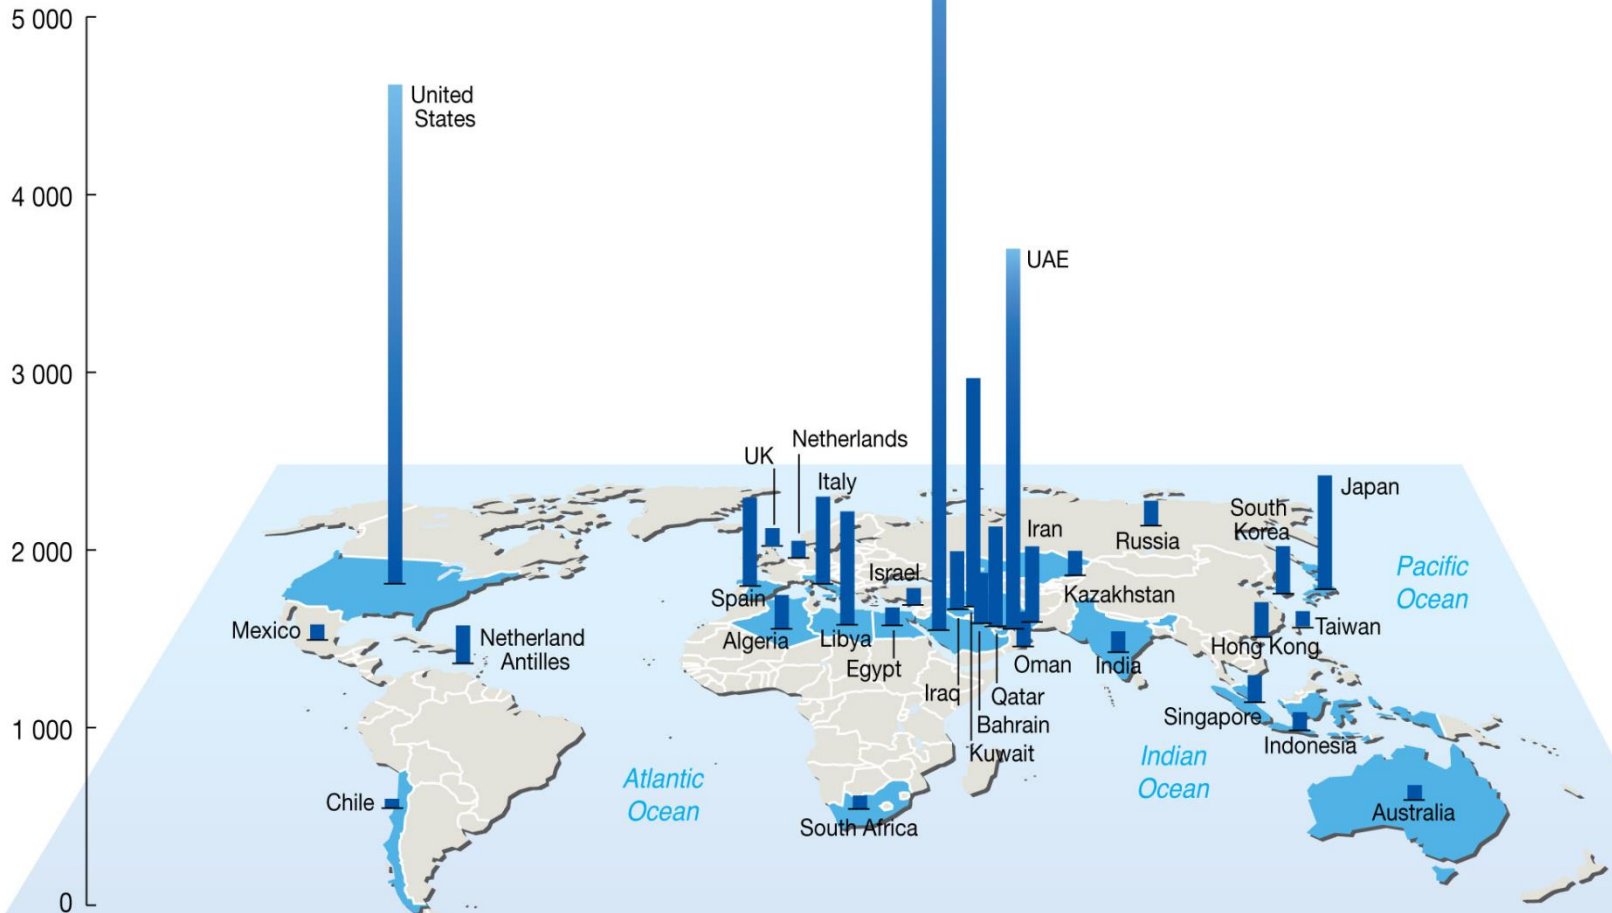 5 000
4 000
3 000
2 000
1 000
0
United
States
UAE
Netherlands
UK
Italy
Japan
Iran
South
Korea
Russia
Israel
Pacific
Ocean
Kazakhstan
Spain
Taiwan
Mexico
Netherland
Antilles
Algeria
Libya
Hong Kong
Egypt
Oman
India
Iraq
Qatar
Singapore
Bahrain
Indonesia
Kuwait
Indian
Ocean
Atlantic
Ocean
Chile
Australia
South Africa